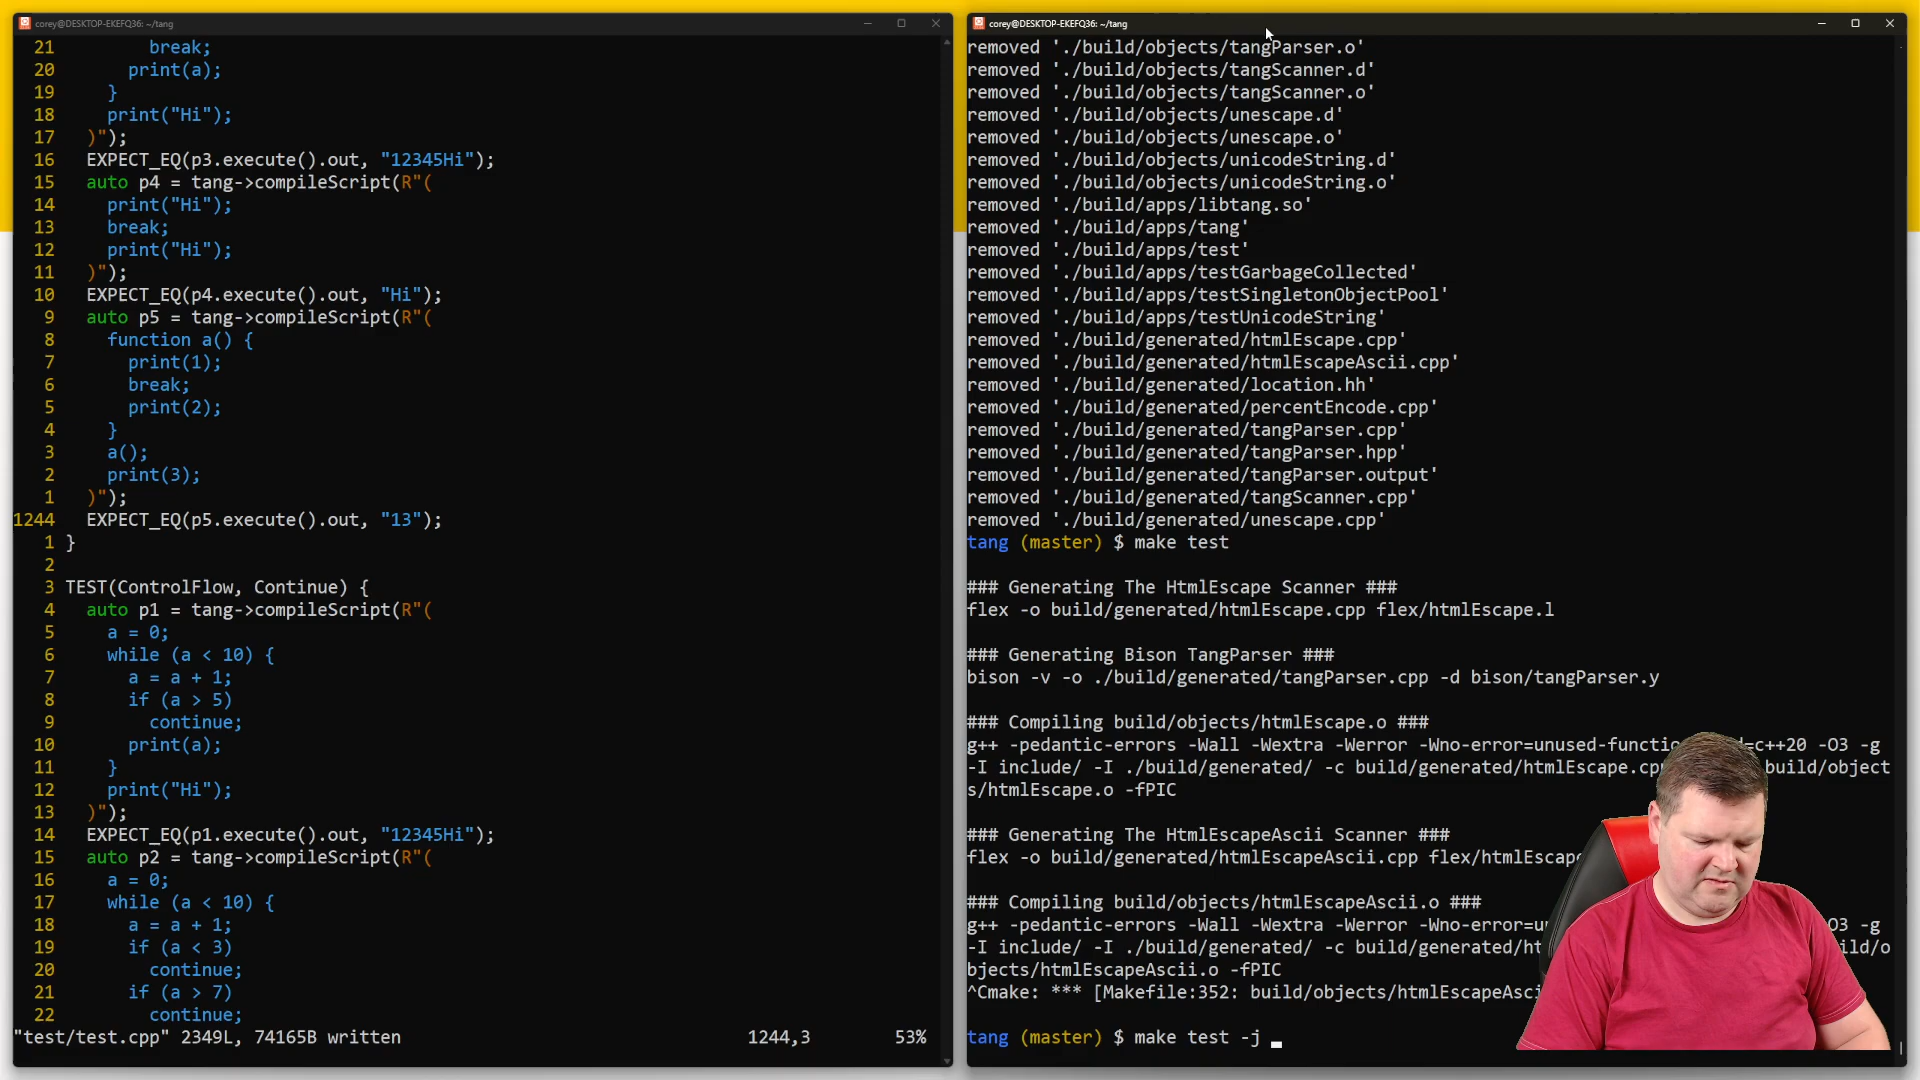 corey@DESKTOP-EKEFQ36: ~/tang
21 break;
20 print(a);
19 }
18 print("Hi");
17 )");
16 EXPECT_EQ(p3.execute().out, "12345Hi");
15 auto p4 = tang->compileScript(R"(
14 print("Hi");
13 break;
12 print("Hi");
11 )");
10 EXPECT_EQ(p4.execute().out, "Hi");
9 auto p5 = tang->compileScript(R"(
8 function a() {
7 print(1);
6 break;
5 print(2);
4 }
3 a();
2 print(3);
1 )");
1244 EXPECT_EQ(p5.execute().out, "13");
1 }
2
3 TEST(ControlFlow, Continue) {
4 auto p1 = tang->compileScript(R"(
5 a = 0;
6 while (a < 10) {
7 a = a + 1;
8 if (a > 5)
9 continue;
10 print(a);
11 }
12 print("Hi");
13 )");
14 EXPECT_EQ(p1.execute().out, "12345Hi");
15 auto p2 = tang->compileScript(R"(
16 a = 0;
17 while (a < 10) {
18 a = a + 1;
19 if (a < 3)
20 continue;
21 if (a > 7)
22 continue;
"test/test.cpp" 2349L, 74165B written 1244,3 53%
corey@DESKTOP-EKEFQ36: ~/tang
removed './build/objects/tangParser.o'
removed './build/objects/tangScanner.d'
removed './build/objects/tangScanner.o'
removed './build/objects/unescape.d'
removed './build/objects/unescape.o'
removed './build/objects/unicodeString.d'
removed './build/objects/unicodeString.o'
removed './build/apps/libtang.so'
removed './build/apps/tang'
removed './build/apps/test'
removed './build/apps/testGarbageCollected'
removed './build/apps/testSingletonObjectPool'
removed './build/apps/testUnicodeString'
removed './build/generated/htmlEscape.cpp'
removed './build/generated/htmlEscapeAscii.cpp'
removed './build/generated/location.hh'
removed './build/generated/percentEncode.cpp'
removed './build/generated/tangParser.cpp'
removed './build/generated/tangParser.hpp'
removed './build/generated/tangParser.output'
removed './build/generated/tangScanner.cpp'
removed './build/generated/unescape.cpp'
tang (master) $ make test
### Generating The HtmlEscape Scanner ###
flex -o build/generated/htmlEscape.cpp flex/htmlEscape.l
### Generating Bison TangParser ###
bison -v -o ./build/generated/tangParser.cpp -d bison/tangParser.y
### Compiling build/objects/htmlEscape.o ###
g++ -pedantic-errors -Wall -Wextra -Werror -Wno-error=unused-functio d=c++20 -O3 -g
-I include/ -I ./build/generated/ -c build/generated/htmlEscape.cp build/object
s/htmlEscape.o -fPIC
### Generating The HtmlEscapeAscii Scanner ###
flex -o build/generated/htmlEscapeAscii.cpp flex/htmlEscape
### Compiling build/objects/htmlEscapeAscii.o ###
g++ -pedantic-errors -Wall -Wextra -Werror -Wno-error=u O3 -g
-I include/ -I ./build/generated/ -c build/generated/ht ild/o
bjects/htmlEscapeAscii.o -fPIC
^Cmake: *** [Makefile:352: build/objects/htmlEscapeAsci
tang (master) $ make test -j